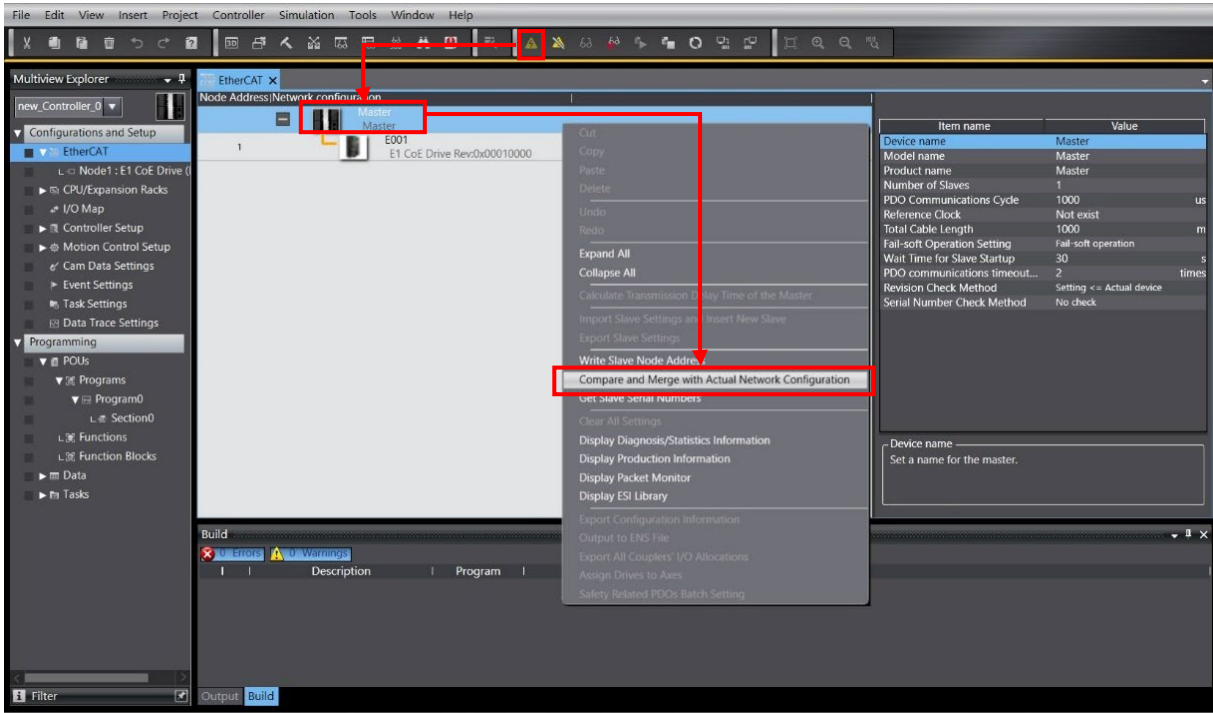 File Edit View Insert Project Controller Simulation Tools Window Help
Multiview Explorer
new_Controller_0
Configurations and Setup
EtherCAT
Node1 : E1 CoE Drive (
CPU/Expansion Racks
I/O Map
Controller Setup
Motion Control Setup
Cam Data Settings
Event Settings
Task Settings
Data Trace Settings
Programming
POUs
Programs
Program0
Section0
Functions
Function Blocks
Data
Tasks
Filter
EtherCAT
Node Address|Network configuration
Master
Master
1
E001
E1 CoE Drive Rev:0x00010000
Cut
Copy
Paste
Delete
Undo
Redo
Expand All
Collapse All
Calculate Transmission Delay Time of the Master
Import Slave Settings and Insert New Slave
Export Slave Settings
Write Slave Node Address
Compare and Merge with Actual Network Configuration
Get Slave Serial Numbers
Clear All Settings
Display Diagnosis/Statistics Information
Display Production Information
Display Packet Monitor
Display ESI Library
Export Configuration Information
Output to ENS File
Export All Couplers' I/O Allocations
Assign Drives to Axes
Safety Related PDOs Batch Setting
Item name Value
Device name Master
Model name Master
Product name Master
Number of Slaves 1
PDO Communications Cycle 1000 us
Reference Clock Not exist
Total Cable Length 1000 m
Fail-soft Operation Setting Fail-soft operation
Wait Time for Slave Startup 30 s
PDO communications timeout... 2 times
Revision Check Method Setting <= Actual device
Serial Number Check Method No check
Device name
Set a name for the master.
Build
0 Errors 0 Warnings
Description Program
Output Build